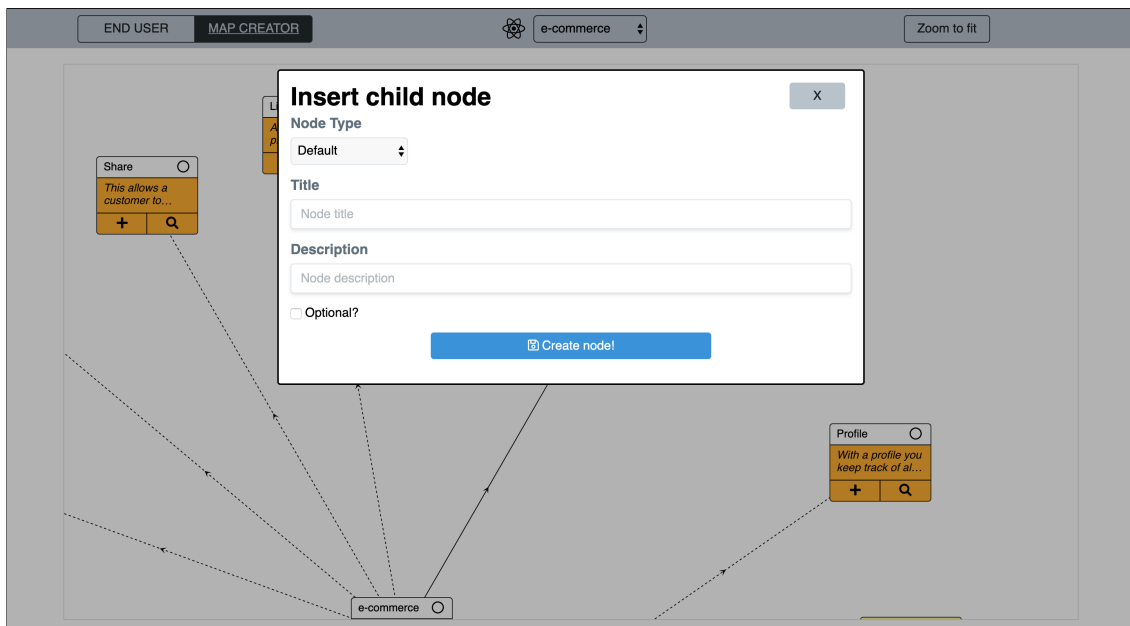 END USER
MAP CREATOR
e-commerce
Zoom to fit
Insert child node
X
Node Type
Default
Title
Node title
Description
Node description
Optional?
Create node!
Li
A
p
Share
This allows a
customer to…
Profile
With a profile you
keep track of al…
e-commerce